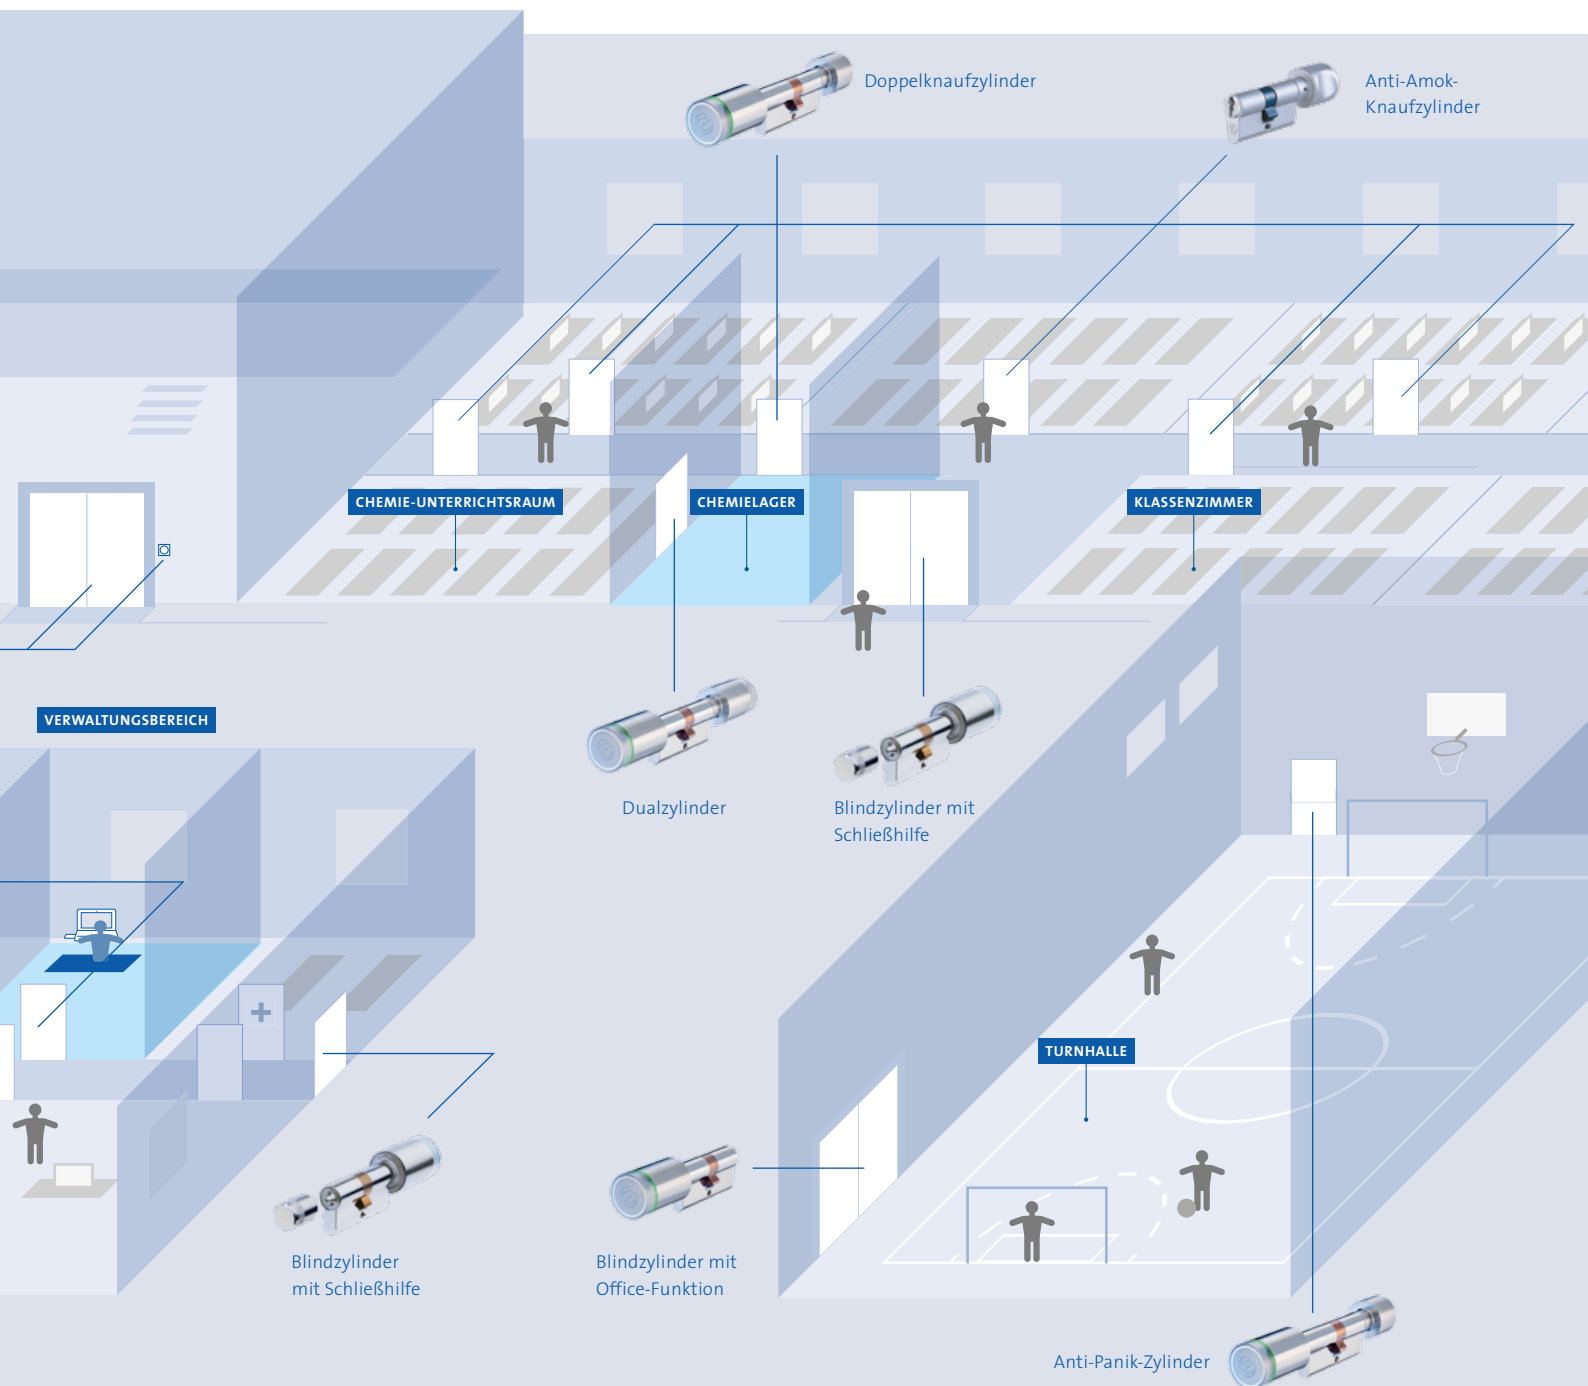 Doppelknaufzylinder
Anti-Amok-
Knaufzylinder
CHEMIE-UNTERRICHTSRAUM
CHEMIELAGER
KLASSENZIMMER
VERWALTUNGSBEREICH
Dualzylinder
Blindzylinder mit
Schließhilfe
TURNHALLE
Blindzylinder
mit Schließhilfe
Blindzylinder mit
Office-Funktion
Anti-Panik-Zylinder